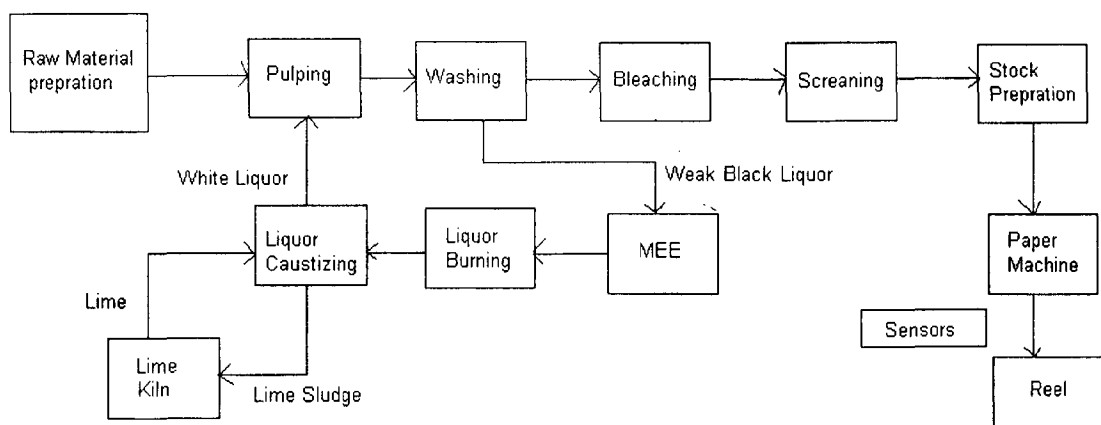 Raw Material
prepration
Pulping
Washing
Bleaching
Screaning
Stock
Prepration
White Liquor
Weak Black Liquor
Liquor
Caustizing
Liquor
Burning
MEE
Paper
Machine
Lime
Sensors
Lime
Kiln
Lime Sludge
Reel